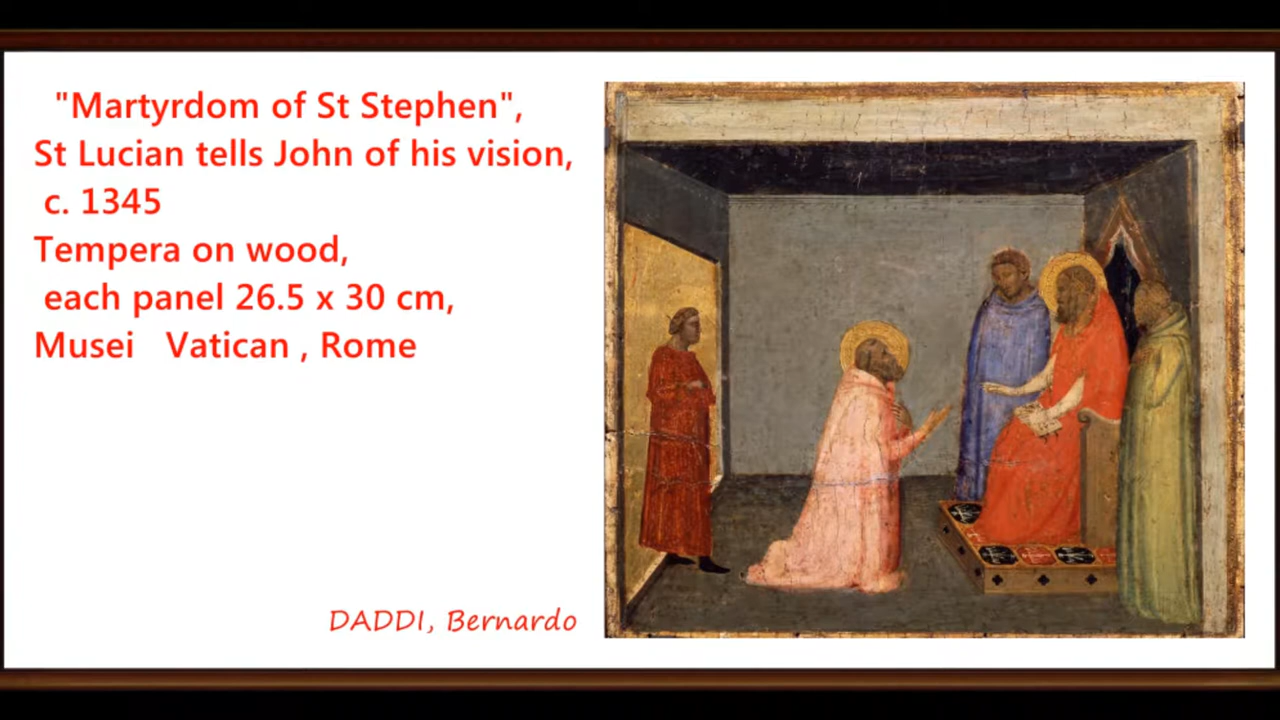 "Martyrdom of St Stephen",
St Lucian tells John of his vision,
c. 1345
Tempera on wood,
each panel 26.5 x 30 cm,
Musei Vatican , Rome
DADDI, Bernardo